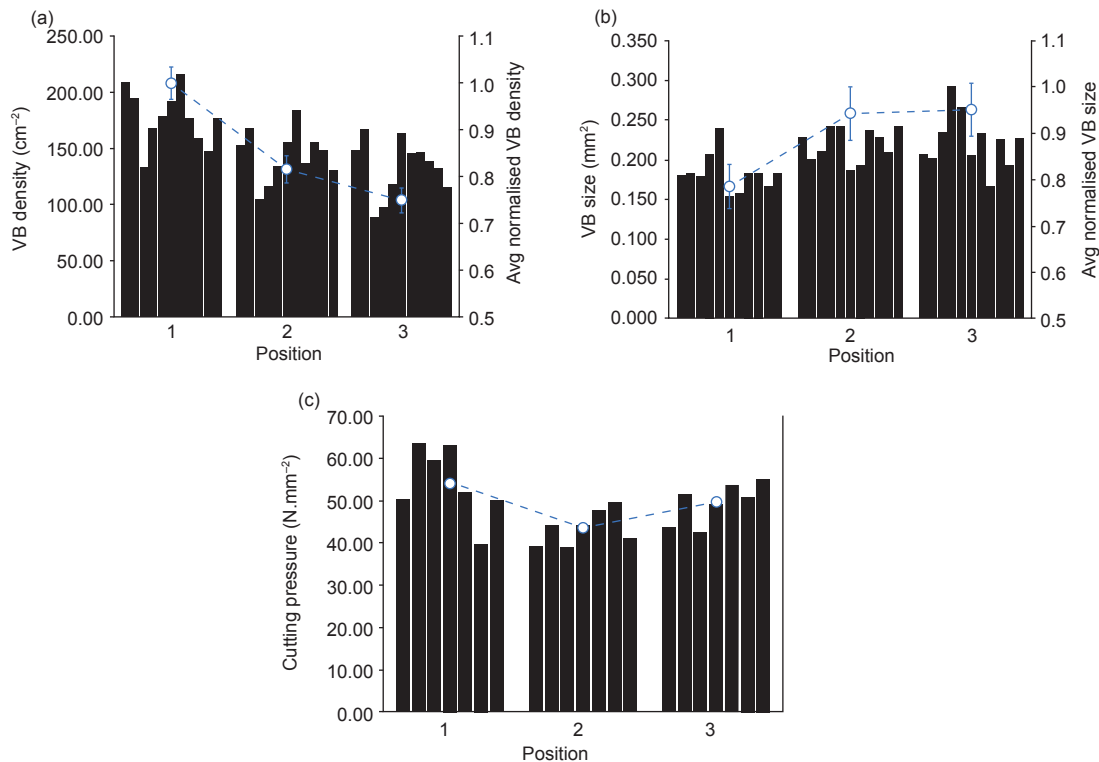 (a)
250.00
200.00
150.00
100.00
50.00
0.00
VB density (cm⁻²)
1.1
1.0
0.9
0.8
0.7
0.6
0.5
Avg normalised VB density
1 2 3
Position
(b)
0.350
0.300
0.250
0.200
0.150
0.100
0.050
0.000
VB size (mm²)
1.1
1.0
0.9
0.8
0.7
0.6
0.5
Avg normalised VB size
1 2 3
Position
(c)
70.00
60.00
50.00
40.00
30.00
20.00
10.00
0.00
Cutting pressure (N.mm⁻²)
1 2 3
Position